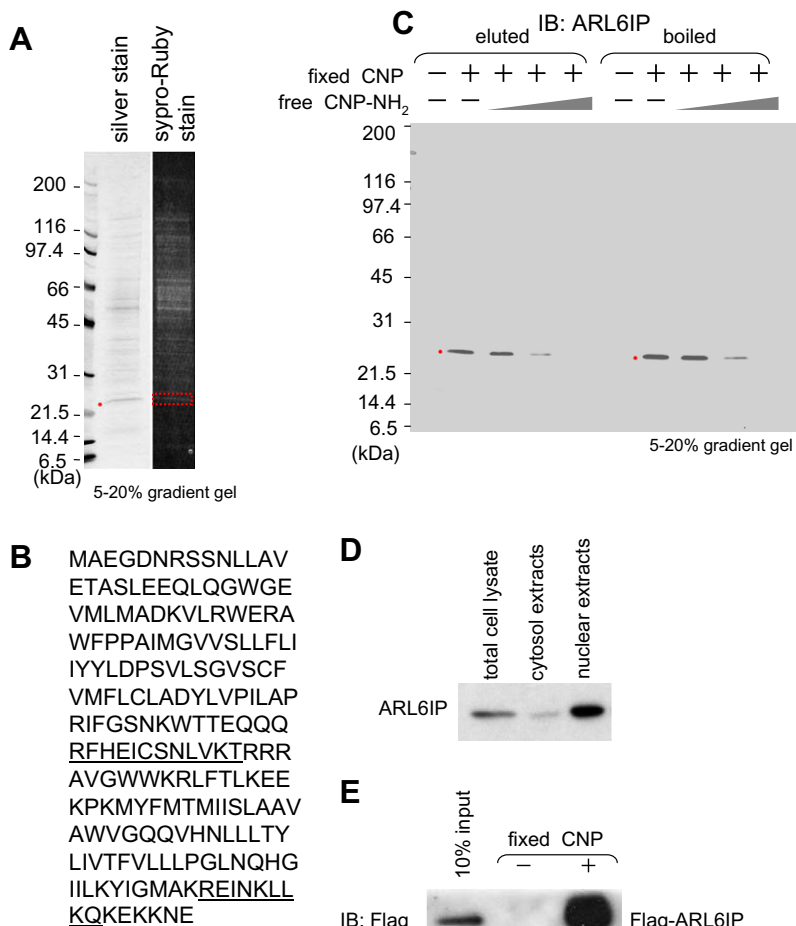 A
silver stain
sypro-Ruby
stain
200
116
97.4
66
45
31
21.5
14.4
6.5
(kDa)
5-20% gradient gel
C
IB: ARL6IP
eluted
boiled
fixed CNP
− + + + +
− + + + +
free CNP-NH2
− −
− −
200
116
97.4
66
45
31
21.5
14.4
6.5
(kDa)
5-20% gradient gel
B
MAEGDNRSSNLLAV
ETASLEEQLQGWGE
VMLMADKVLRWERA
WFPPAIMGVVSLLFLI
IYYLDPSVLSGVSCF
VMFLCLADYLVPILAP
RIFGSNKWTTEQQQ
RFHEICSNLVKTRRR
AVGWWKRLFTLKEE
KPKMYFMTMIISLAAV
AWVGQQVHNLLLTY
LIVTFVLLLPGLNQHG
IILKYIGMAKREINKLL
KQKEKKNE
D
total cell lysate
cytosol extracts
nuclear extracts
ARL6IP
E
10% input
fixed CNP
− +
IB: Flag
Flag-ARL6IP